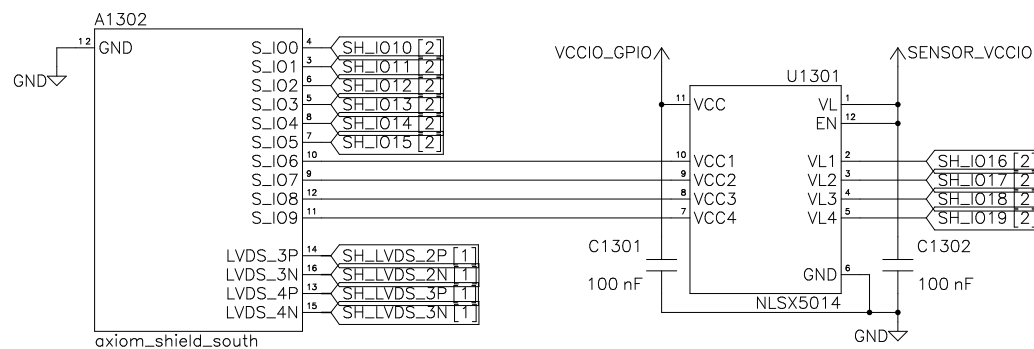 A1302
12 GND
GND
S_IO0 4 SH_IO10 [2]
S_IO1 3 SH_IO11 [2]
S_IO2 6 SH_IO12 [2]
S_IO3 5 SH_IO13 [2]
S_IO4 8 SH_IO14 [2]
S_IO5 7 SH_IO15 [2]
S_IO6 10
S_IO7 9
S_IO8 12
S_IO9 11
LVDS_3P 14 SH_LVDS_2P [1]
LVDS_3N 16 SH_LVDS_2N [1]
LVDS_4P 13 SH_LVDS_3P [1]
LVDS_4N 15 SH_LVDS_3N [1]
axiom_shield_south
VCCIO_GPIO
SENSOR_VCCIO
U1301
11 VCC VL 1
EN 12
10 VCC1 VL1 2 SH_IO16 [2]
9 VCC2 VL2 3 SH_IO17 [2]
8 VCC3 VL3 4 SH_IO18 [2]
7 VCC4 VL4 5 SH_IO19 [2]
C1301
100 nF
GND 6
NLSX5014
C1302
100 nF
GND